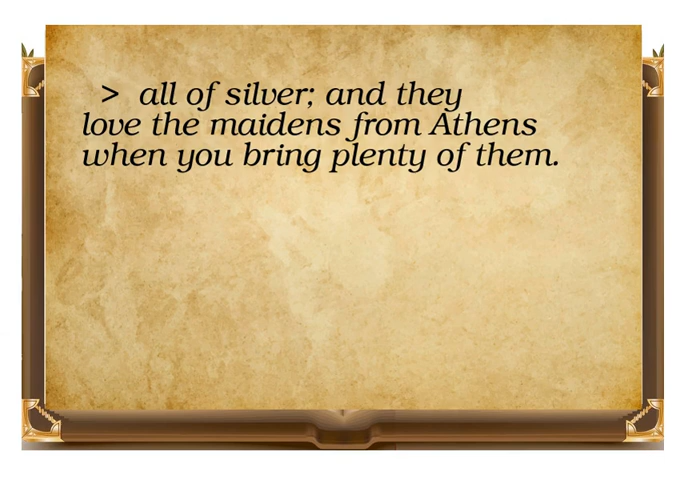 > all of silver; and they
love the maidens from Athens
when you bring plenty of them.